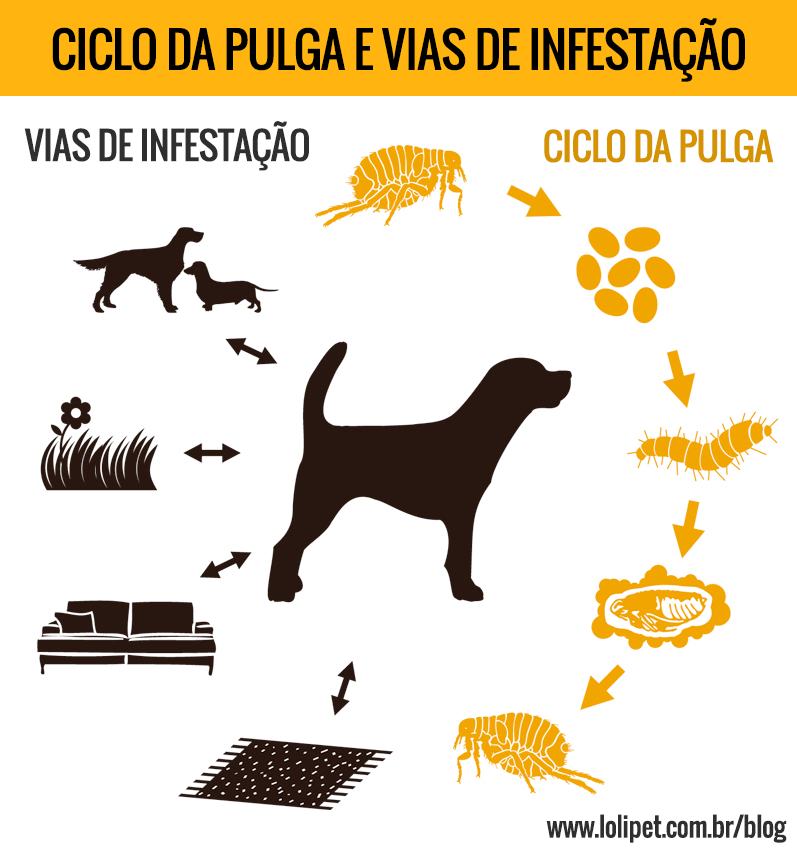 CICLO DA PULGA E VIAS DE INFESTAÇÃO
VIAS DE INFESTAÇÃO
CICLO DA PULGA
www.lolipet.com.br/blog